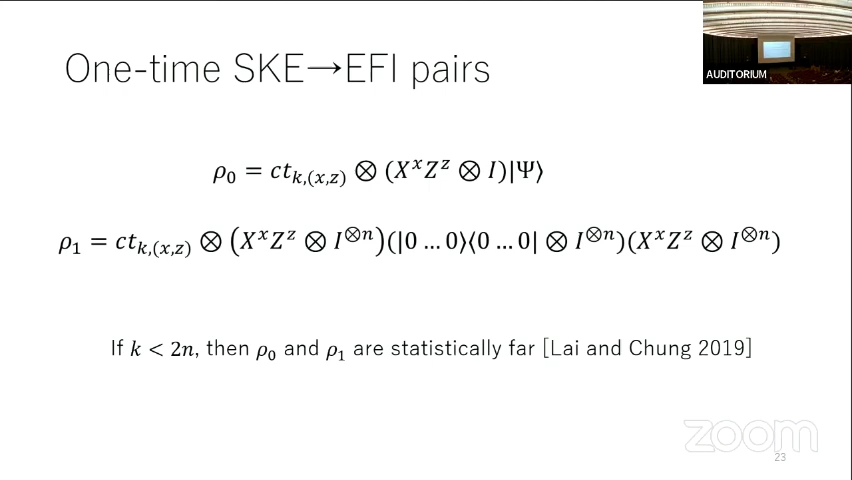 One-time SKE→EFI pairs
AUDITORIUM
ρ₀ = ct_{k,(x,z)} ⊗ (X^x Z^z ⊗ I)|Ψ⟩
ρ₁ = ct_{k,(x,z)} ⊗ (X^x Z^z ⊗ I^{⊗n})(|0 … 0⟩⟨0 … 0| ⊗ I^{⊗n})(X^x Z^z ⊗ I^{⊗n})
If k < 2n, then ρ₀ and ρ₁ are statistically far [Lai and Chung 2019]
zoom
23